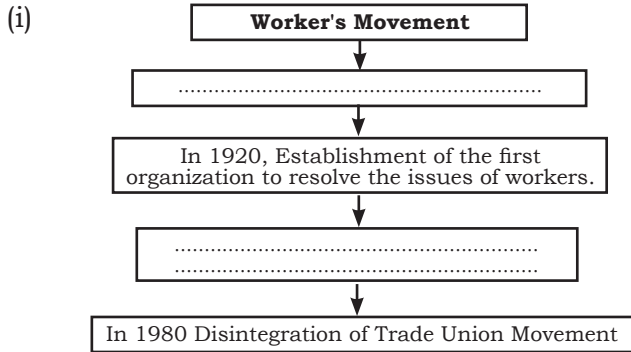 (i)
Worker's Movement
..................................................................
In 1920, Establishment of the first
organization to resolve the issues of workers.
..................................................................
..................................................................
In 1980 Disintegration of Trade Union Movement